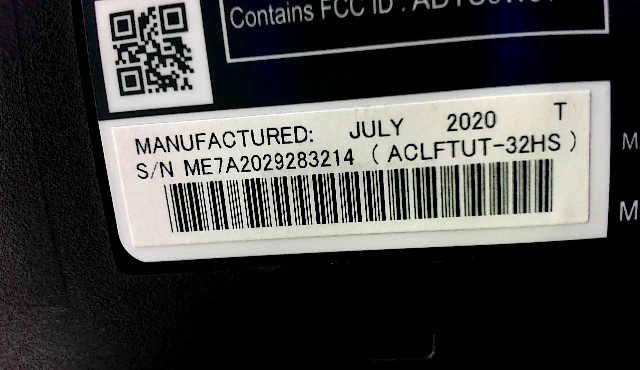 Contains FCC ID :
MANUFACTURED: JULY 2020 T
S/N ME7A2029283214 ( ACLFTUT-32HS )
M
M